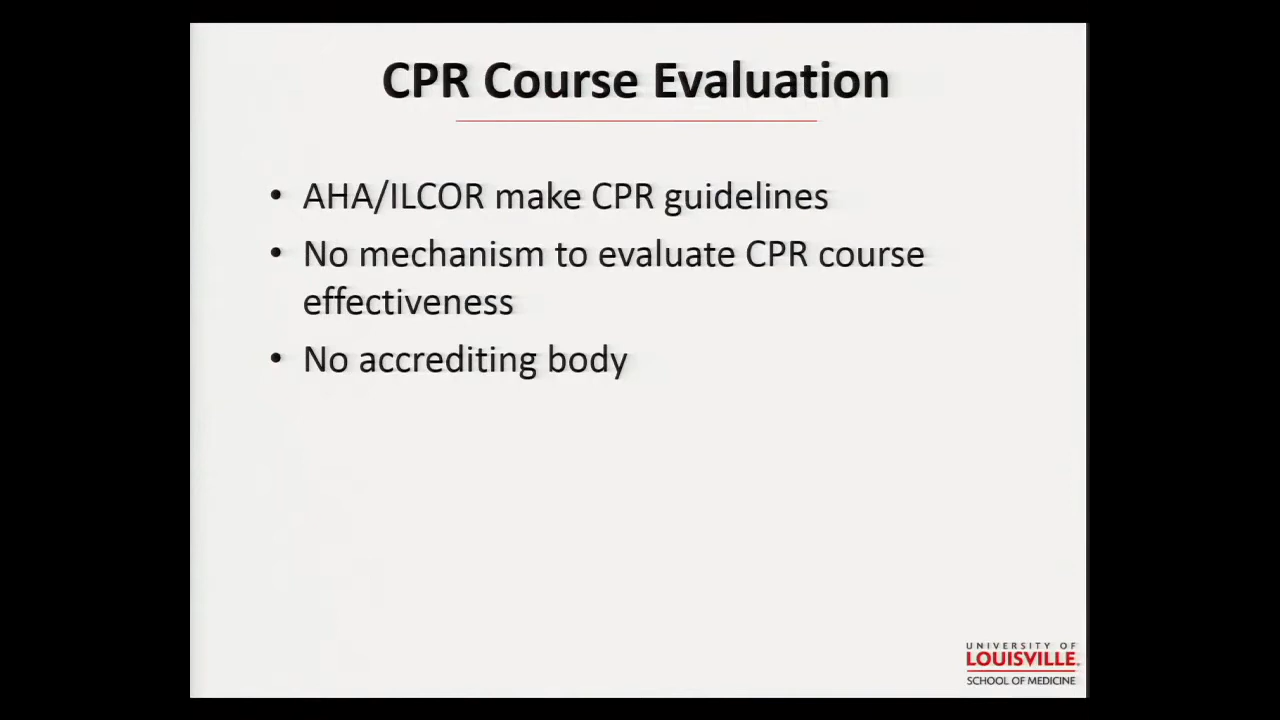 CPR Course Evaluation
• AHA/ILCOR make CPR guidelines
• No mechanism to evaluate CPR course
effectiveness
• No accrediting body
UNIVERSITY OF
LOUISVILLE
SCHOOL OF MEDICINE